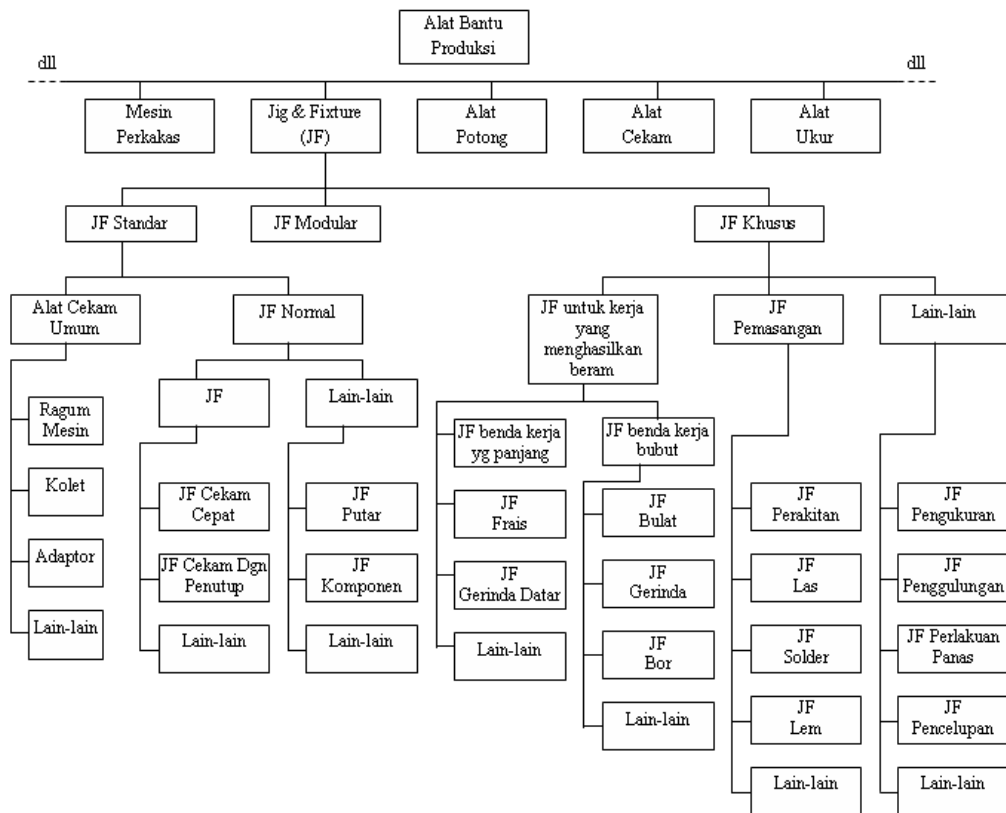 Alat Bantu
Produksi
dll
dll
Mesin
Perkakas
Jig & Fixture
(JF)
Alat
Potong
Alat
Cekam
Alat
Ukur
JF Standar
JF Modular
JF Khusus
Alat Cekam
Umum
JF Normal
JF untuk kerja
yang
menghasilkan
beram
JF
Pemasangan
Lain-lain
JF
Lain-lain
Ragum
Mesin
Kolet
Adaptor
Lain-lain
JF Cekam
Cepat
JF Cekam Dgn
Penutup
Lain-lain
JF
Putar
JF
Komponen
Lain-lain
JF benda kerja
yg panjang
JF
Frais
JF
Gerinda Datar
Lain-lain
JF benda kerja
bubut
JF
Bulat
JF
Gerinda
JF
Bor
Lain-lain
JF
Perakitan
JF
Las
JF
Solder
JF
Lem
Lain-lain
JF
Pengukuran
JF
Penggulungan
JF Perlakuan
Panas
JF
Pencelupan
Lain-lain